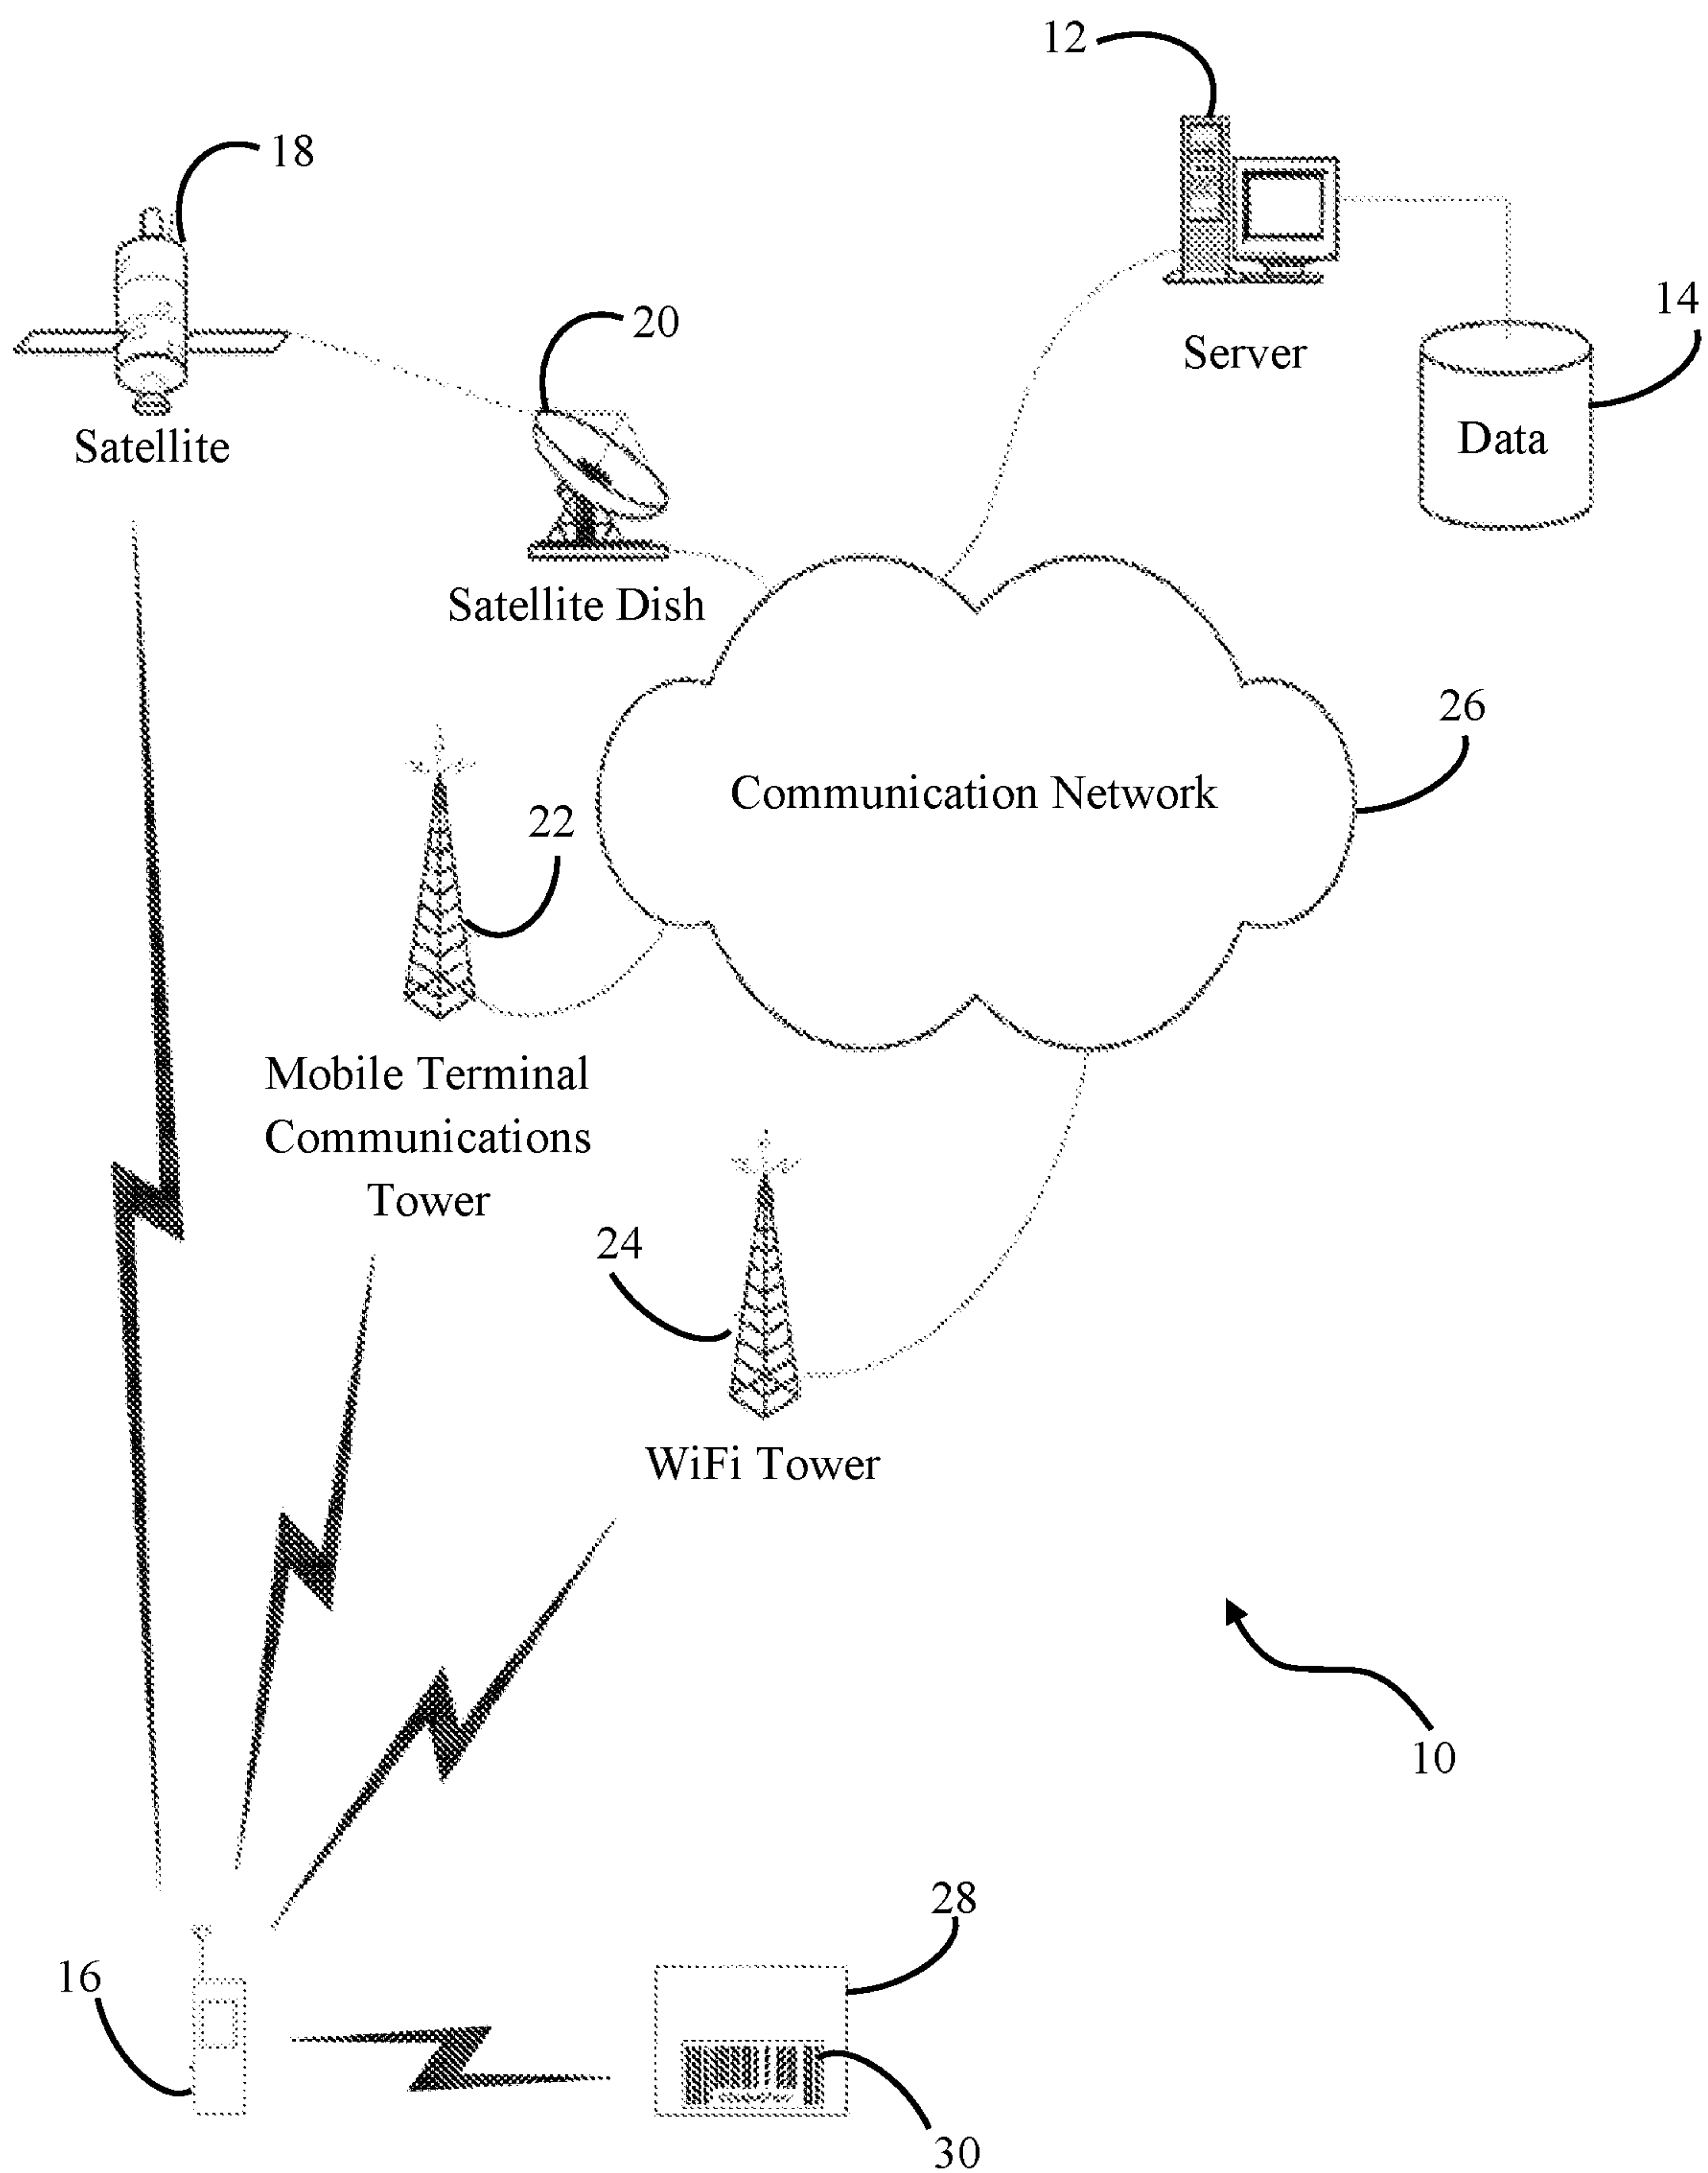 12
18
14
20
Server
Data
Satellite
Satellite Dish
26
Communication Network
22
Mobile Terminal
Communications
Tower
24
WiFi Tower
10
28
16
30